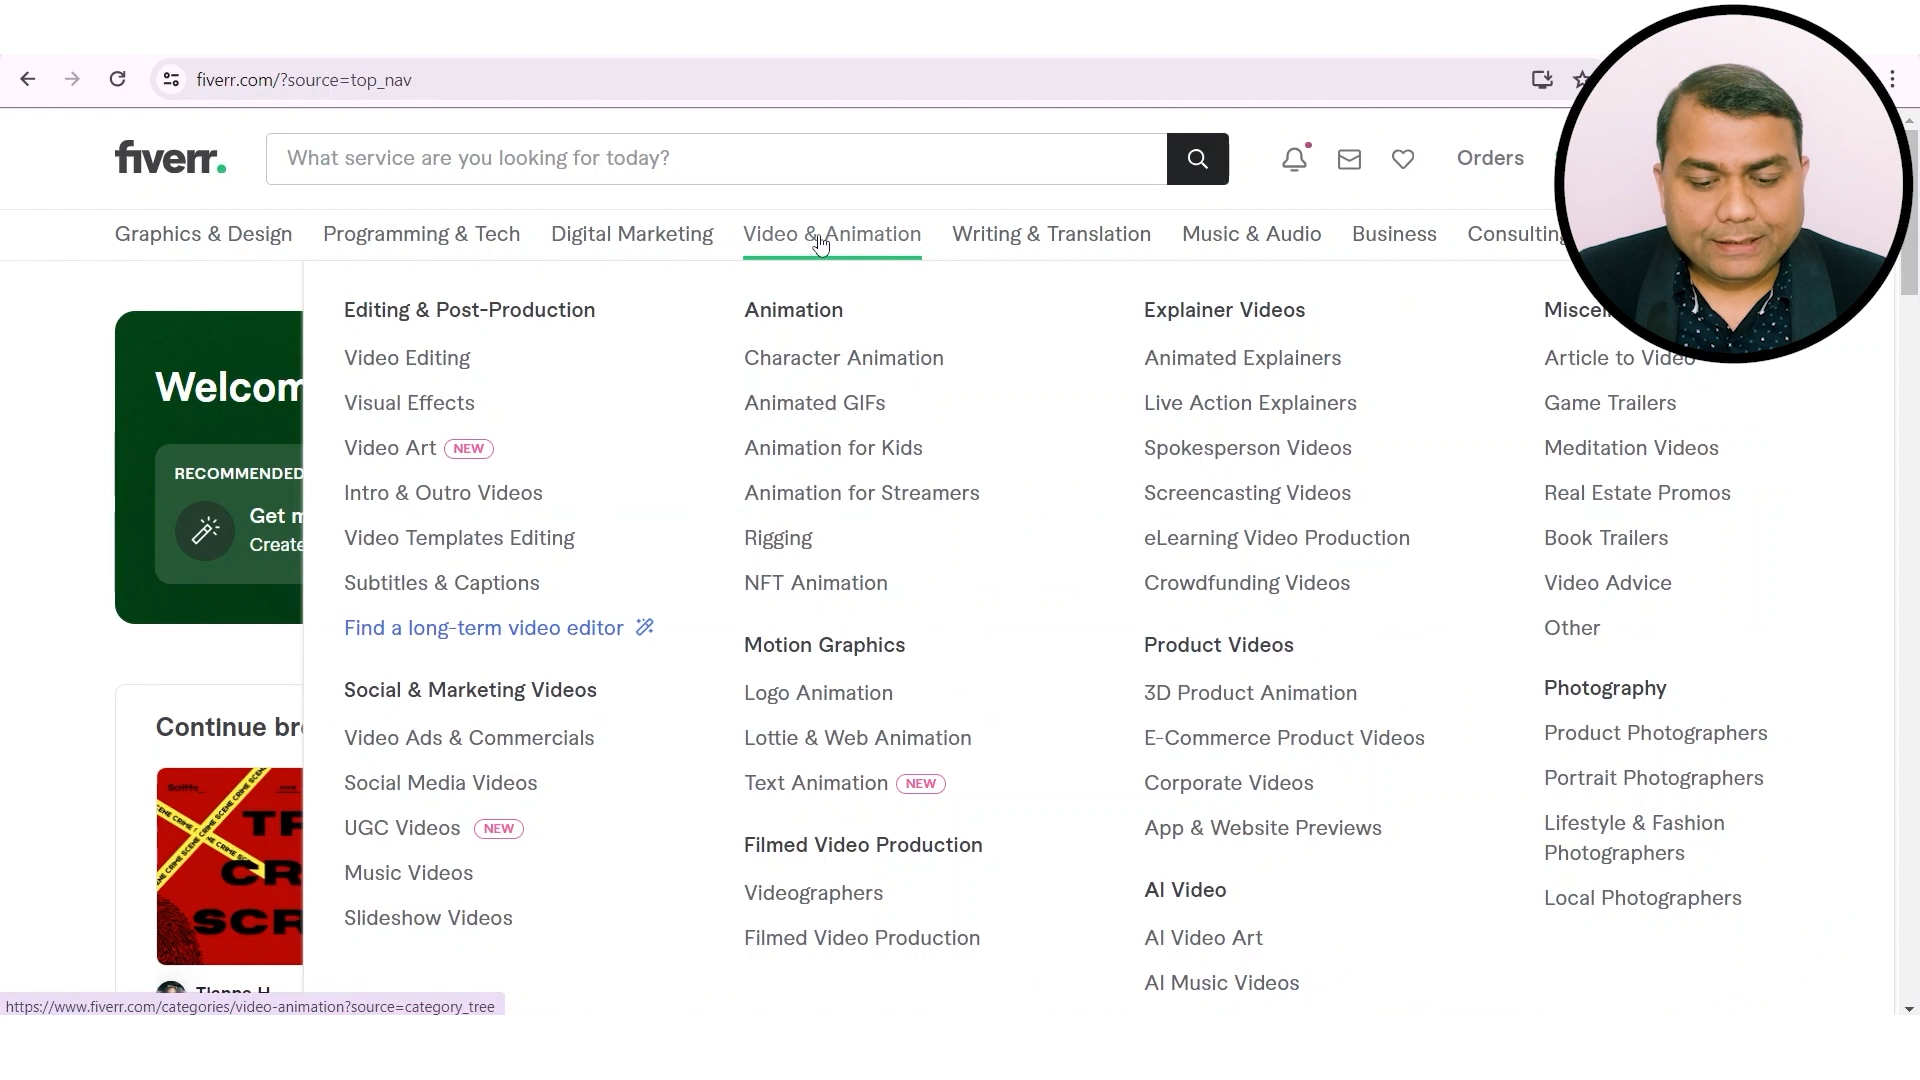 fiverr.com/?source=top_nav
fiverr.
What service are you looking for today?
Orders
Graphics & Design
Programming & Tech
Digital Marketing
Video & Animation
Writing & Translation
Music & Audio
Business
Consulting
Welcom
RECOMMENDED
Get m
Create
Continue bro
Editing & Post-Production
Video Editing
Visual Effects
Video Art NEW
Intro & Outro Videos
Video Templates Editing
Subtitles & Captions
Find a long-term video editor
Social & Marketing Videos
Video Ads & Commercials
Social Media Videos
UGC Videos NEW
Music Videos
Slideshow Videos
Animation
Character Animation
Animated GIFs
Animation for Kids
Animation for Streamers
Rigging
NFT Animation
Motion Graphics
Logo Animation
Lottie & Web Animation
Text Animation NEW
Filmed Video Production
Videographers
Filmed Video Production
Explainer Videos
Animated Explainers
Live Action Explainers
Spokesperson Videos
Screencasting Videos
eLearning Video Production
Crowdfunding Videos
Product Videos
3D Product Animation
E-Commerce Product Videos
Corporate Videos
App & Website Previews
AI Video
AI Video Art
AI Music Videos
Article to Video
Game Trailers
Meditation Videos
Real Estate Promos
Book Trailers
Video Advice
Other
Photography
Product Photographers
Portrait Photographers
Lifestyle & Fashion
Photographers
Local Photographers
TR
CR
SCR
https://www.fiverr.com/categories/video-animation?source=category_tree